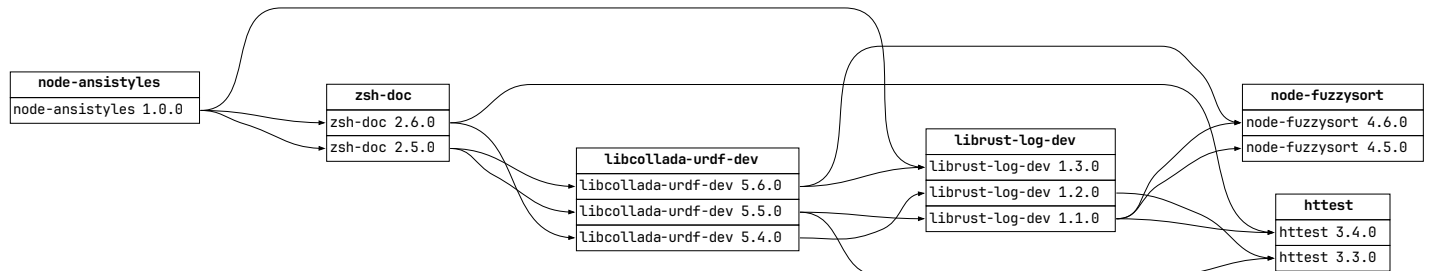 node-ansistyles
node-ansistyles 1.0.0
zsh-doc
zsh-doc 2.6.0
zsh-doc 2.5.0
libcollada-urdf-dev
libcollada-urdf-dev 5.6.0
libcollada-urdf-dev 5.5.0
libcollada-urdf-dev 5.4.0
librust-log-dev
librust-log-dev 1.3.0
librust-log-dev 1.2.0
librust-log-dev 1.1.0
node-fuzzysort
node-fuzzysort 4.6.0
node-fuzzysort 4.5.0
httest
httest 3.4.0
httest 3.3.0